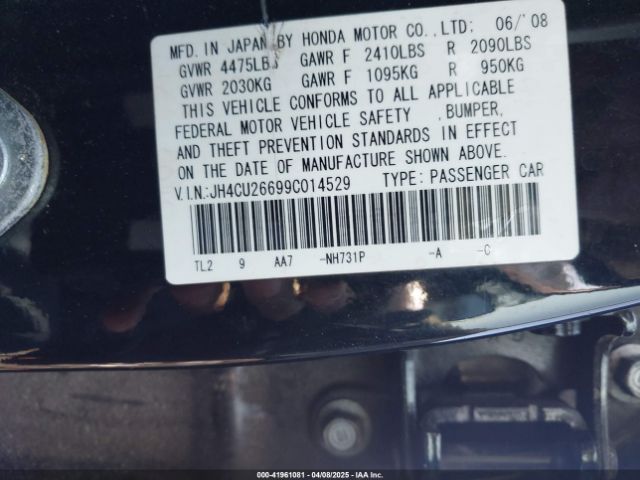 MFD. IN JAPAN BY HONDA MOTOR CO.,LTD; 06/'08
GVWR 4475LBS GAWR F 2410LBS R 2090LBS
GVWR 2030KG GAWR F 1095KG R 950KG
THIS VEHICLE CONFORMS TO ALL APPLICABLE
FEDERAL MOTOR VEHICLE SAFETY ,BUMPER,
AND THEFT PREVENTION STANDARDS IN EFFECT
ON THE DATE OF MANUFACTURE SHOWN ABOVE.
V.I.N:JH4CU26699C014529 TYPE: PASSENGER CAR
TL2 9 AA7 -NH731P -A -C
000-41961081 - 04/08/2025 - IAA Inc.